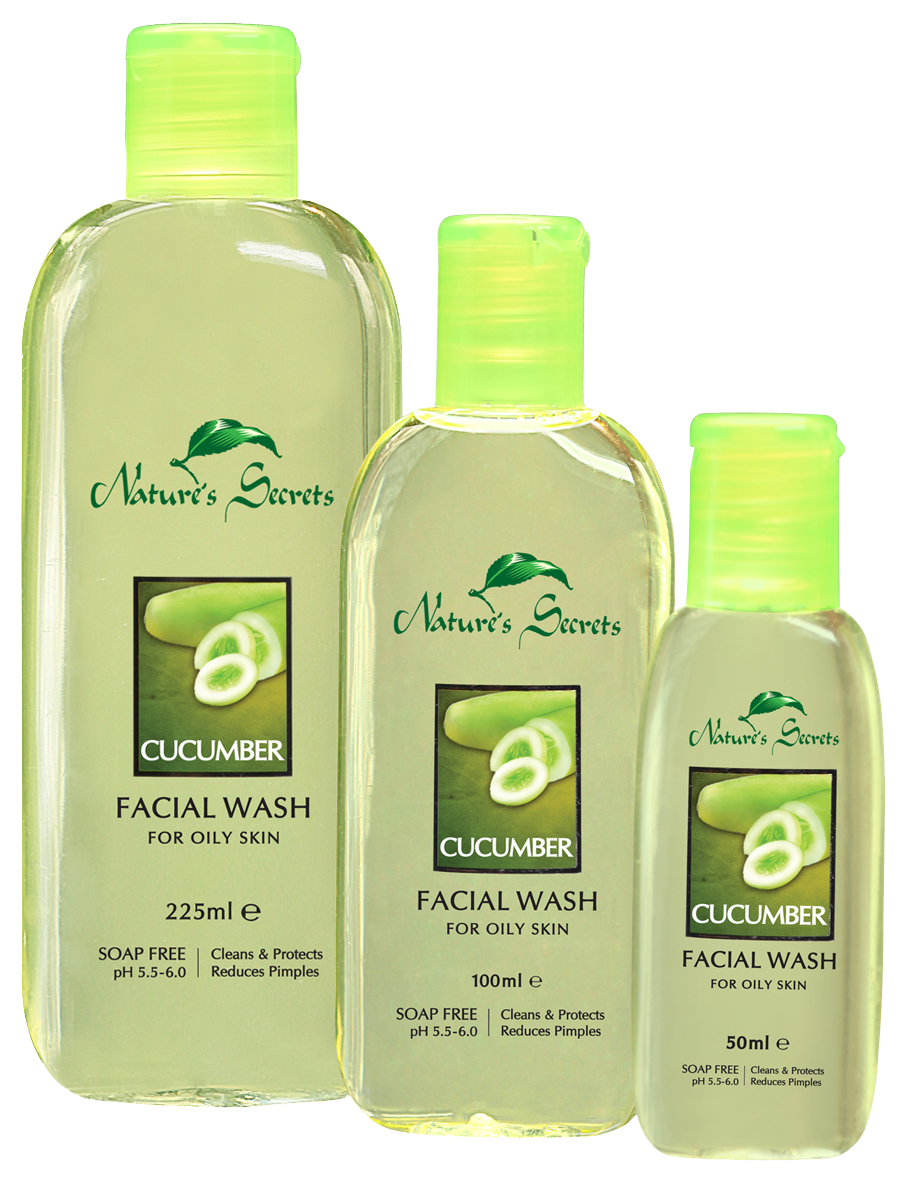 Nature's Secrets
CUCUMBER
FACIAL WASH
FOR OILY SKIN
225ml ℮
SOAP FREE | Cleans & Protects
pH 5.5-6.0 | Reduces Pimples
Nature's Secrets
CUCUMBER
FACIAL WASH
FOR OILY SKIN
100ml ℮
SOAP FREE | Cleans & Protects
pH 5.5-6.0 | Reduces Pimples
Nature's Secrets
CUCUMBER
FACIAL WASH
FOR OILY SKIN
50ml ℮
SOAP FREE | Cleans & Protects
pH 5.5-6.0 | Reduces Pimples